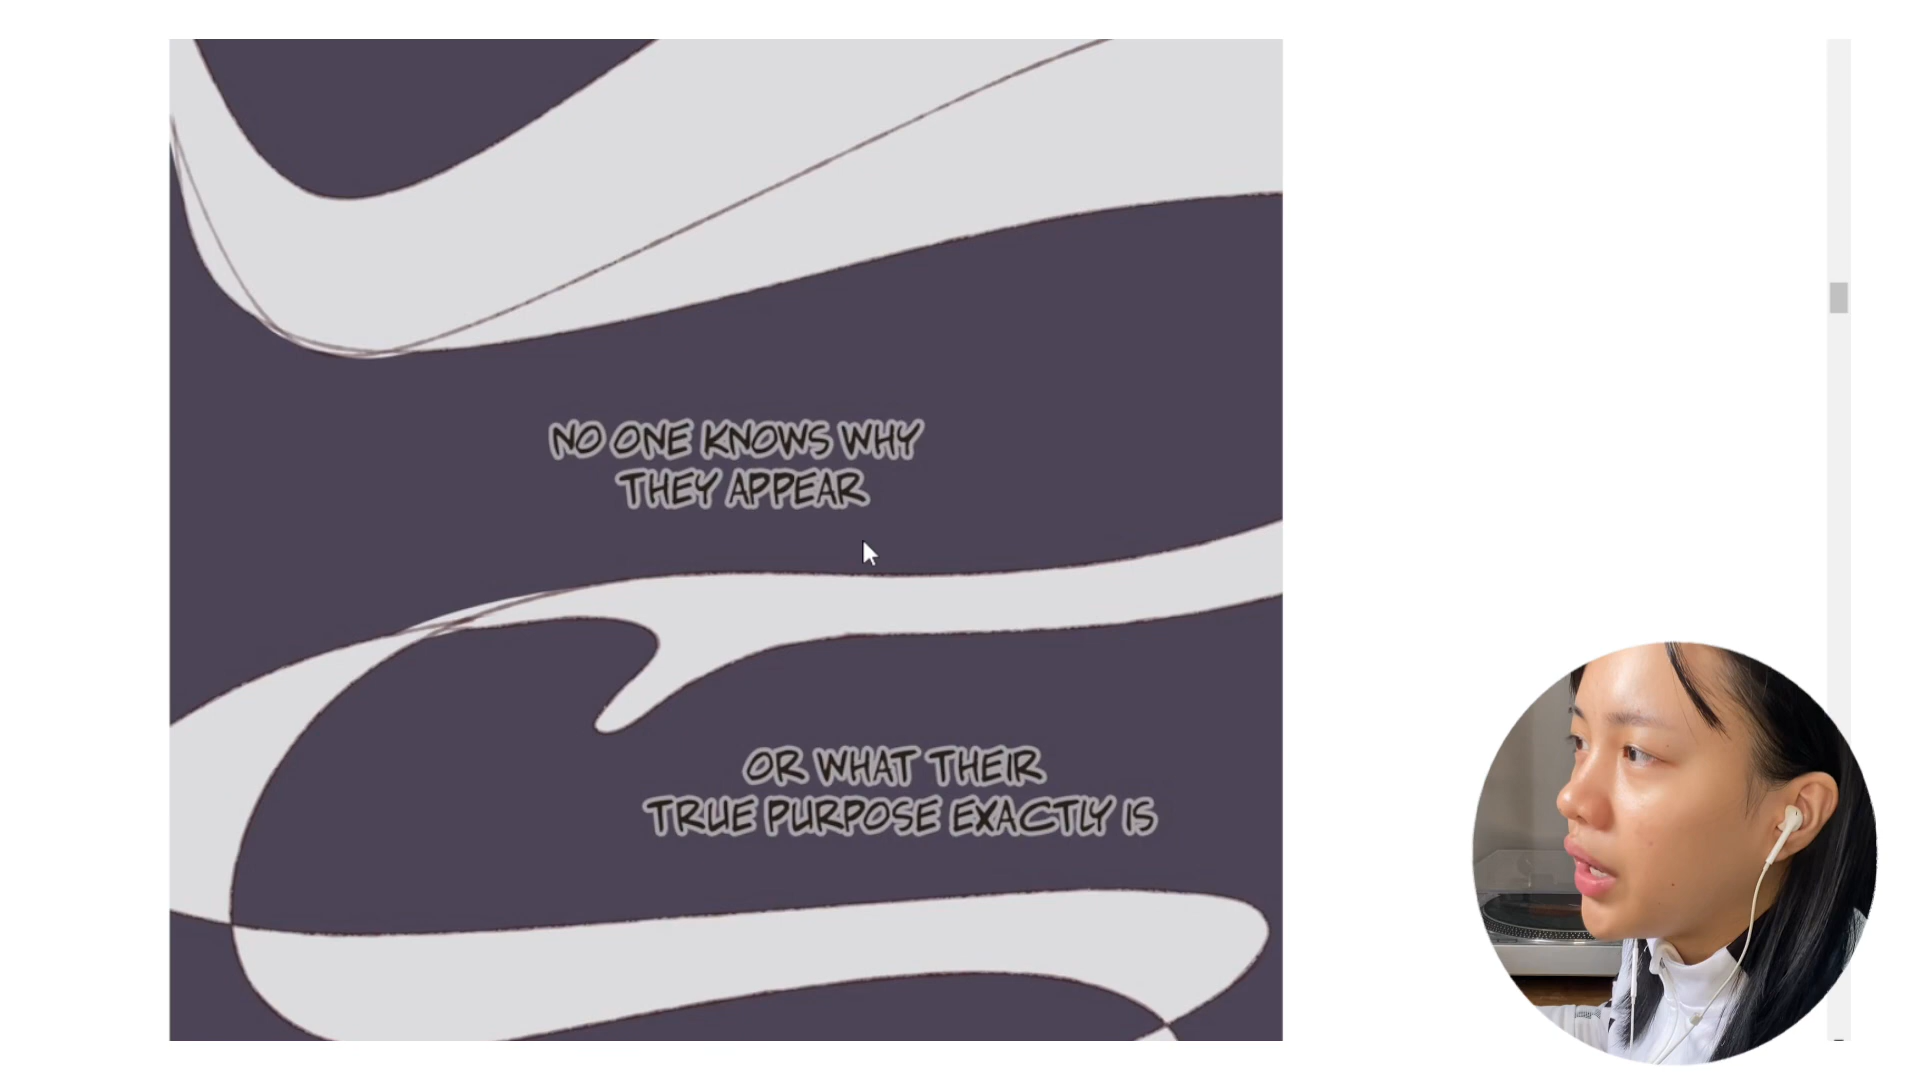 NO ONE KNOWS WHY
THEY APPEAR
OR WHAT THEIR
TRUE PURPOSE EXACTLY IS